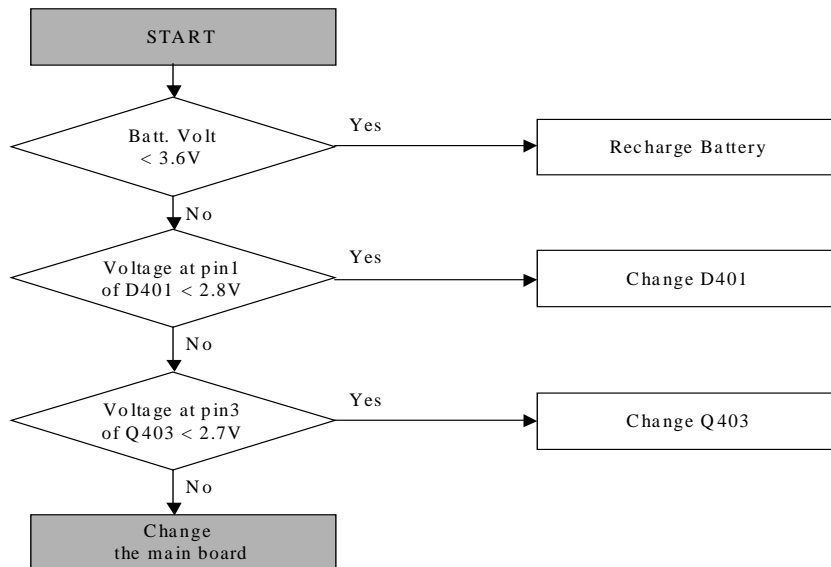 START
Batt. Volt
< 3.6V
Yes
Recharge Battery
No
Voltage at pin1
of D401 < 2.8V
Yes
Change D401
No
Voltage at pin3
of Q403 < 2.7V
Yes
Change Q403
No
Change
the main board